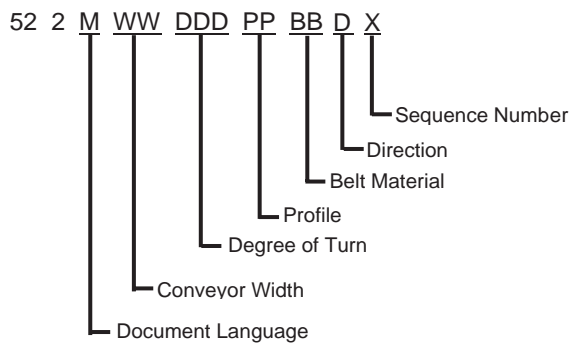 52 2 M WW DDD PP BB D X
Sequence Number
Direction
Belt Material
Profile
Degree of Turn
Conveyor Width
Document Language